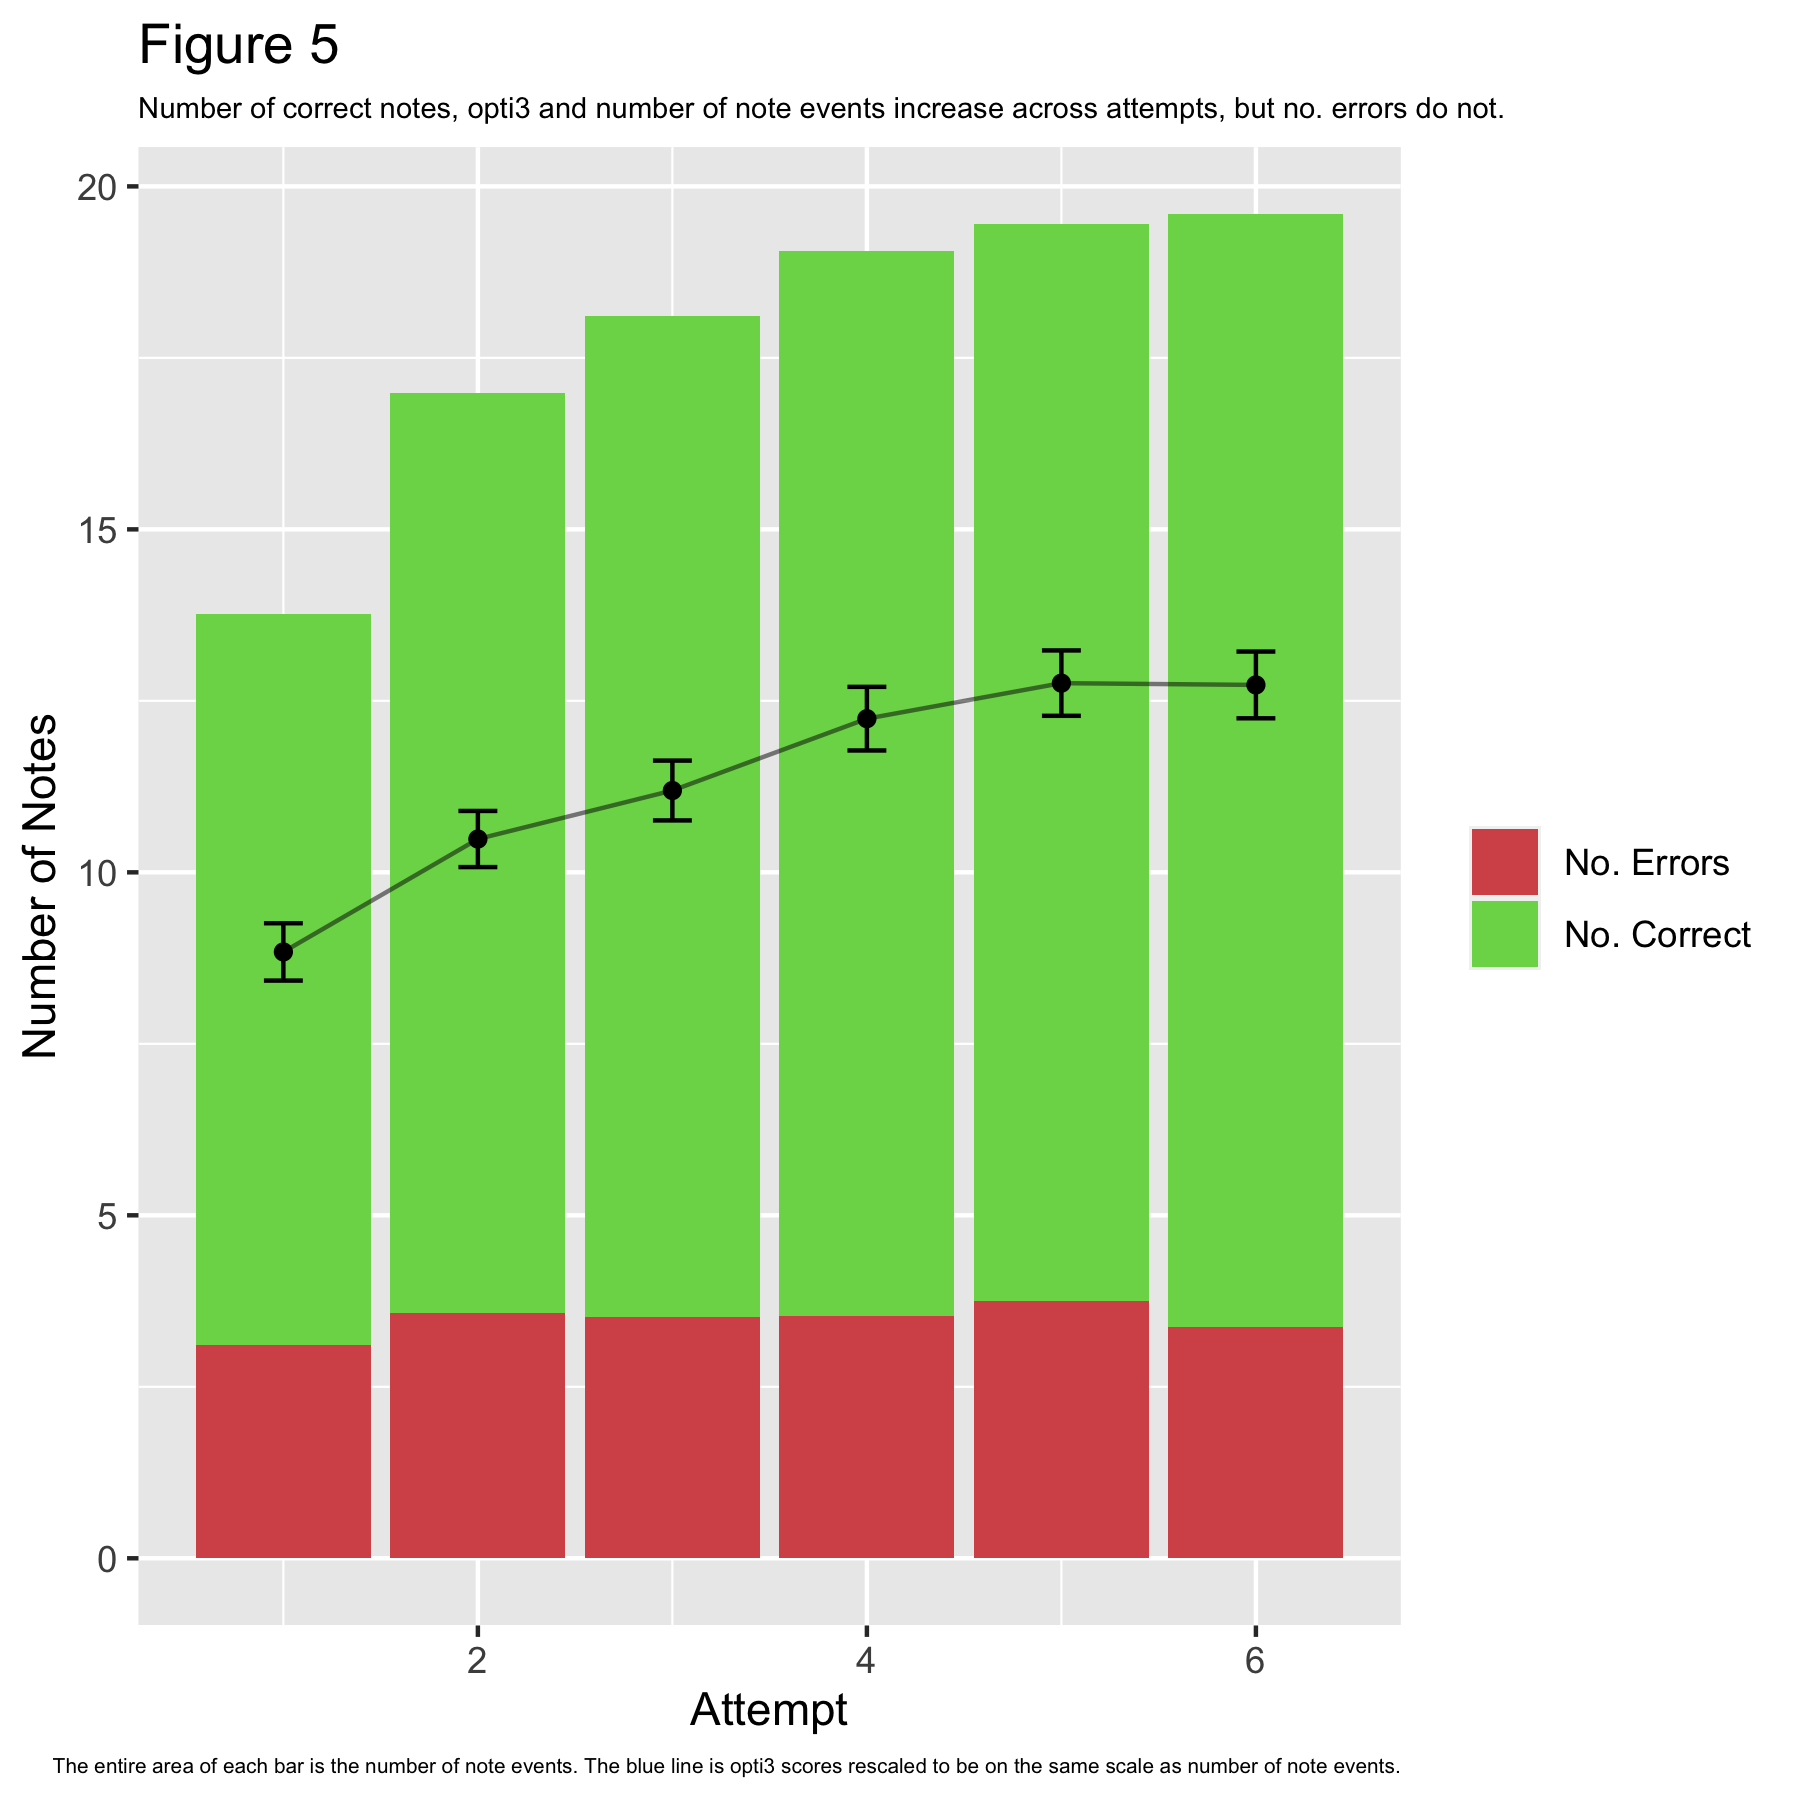 Figure 5
Number of correct notes, opti3 and number of note events increase across attempts, but no. errors do not.
20
15
10
5
0
Number of Notes
2
4
6
Attempt
No. Errors
No. Correct
The entire area of each bar is the number of note events. The blue line is opti3 scores rescaled to be on the same scale as number of note events.